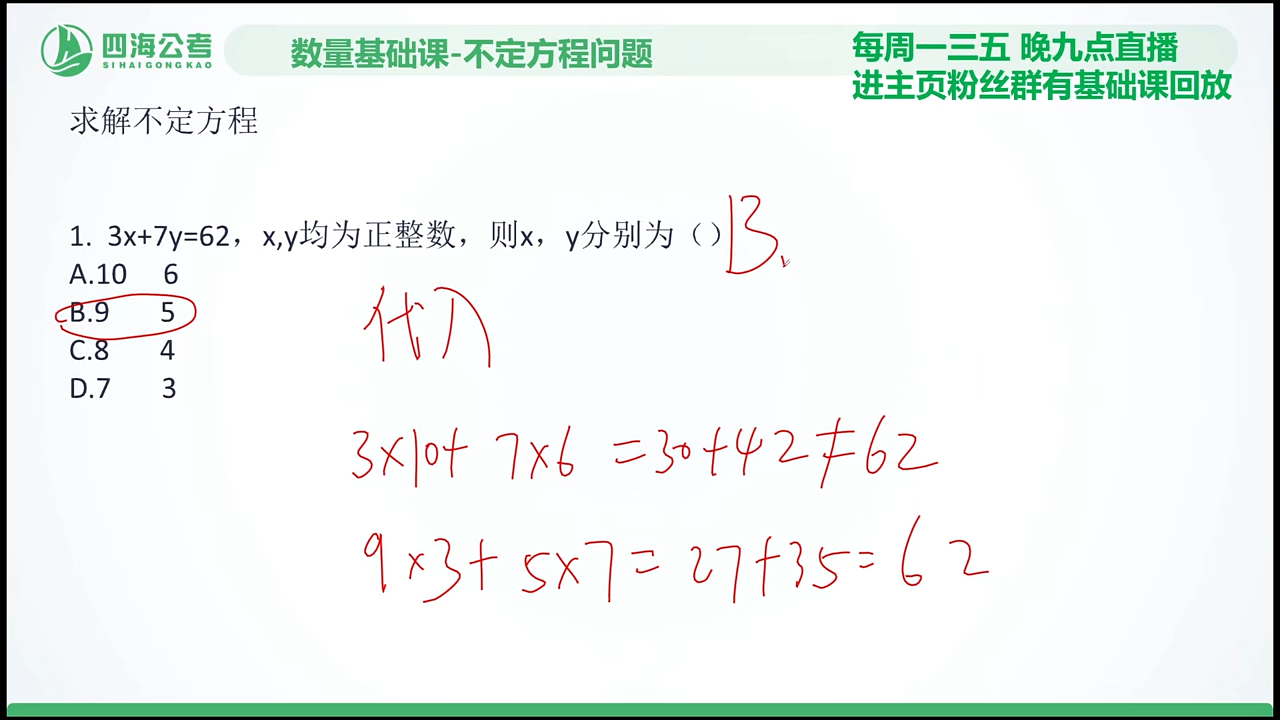 四海公考
SIHAIGONGKAO
数量基础课-不定方程问题
每周一三五 晚九点直播
进主页粉丝群有基础课回放
求解不定方程
1. 3x+7y=62，x,y均为正整数，则x，y分别为（） B.
A.10 6
B.9 5
C.8 4
D.7 3
代入
3×10+ 7×6 =30+42≠62
9×3+ 5×7= 27+35=62